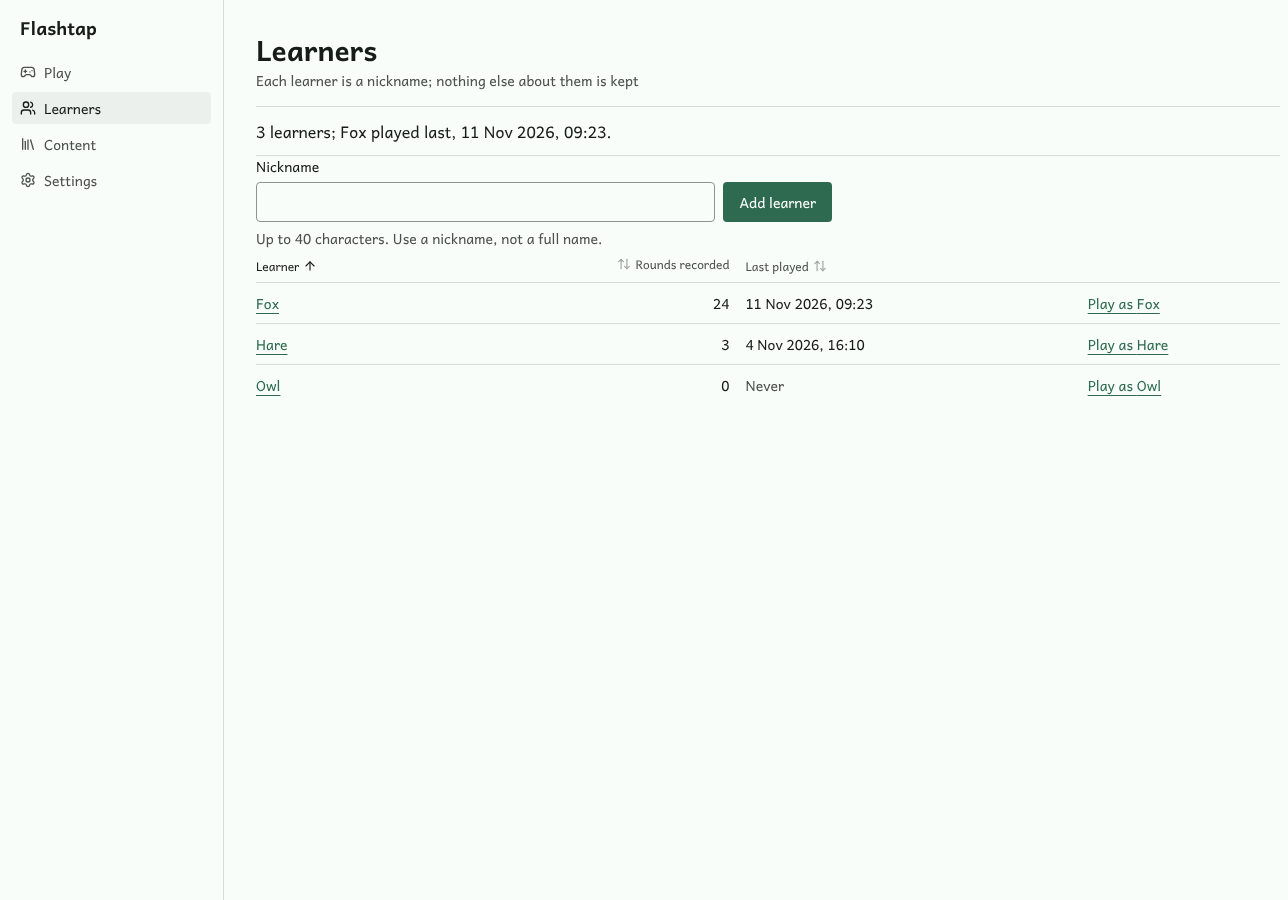 Flashtap
Play
Learners
Content
Settings
Learners
Each learner is a nickname; nothing else about them is kept
3 learners; Fox played last, 11 Nov 2026, 09:23.
Nickname
Add learner
Up to 40 characters. Use a nickname, not a full name.
Learner Rounds recorded Last played
Fox 24 11 Nov 2026, 09:23 Play as Fox
Hare 3 4 Nov 2026, 16:10 Play as Hare
Owl 0 Never Play as Owl